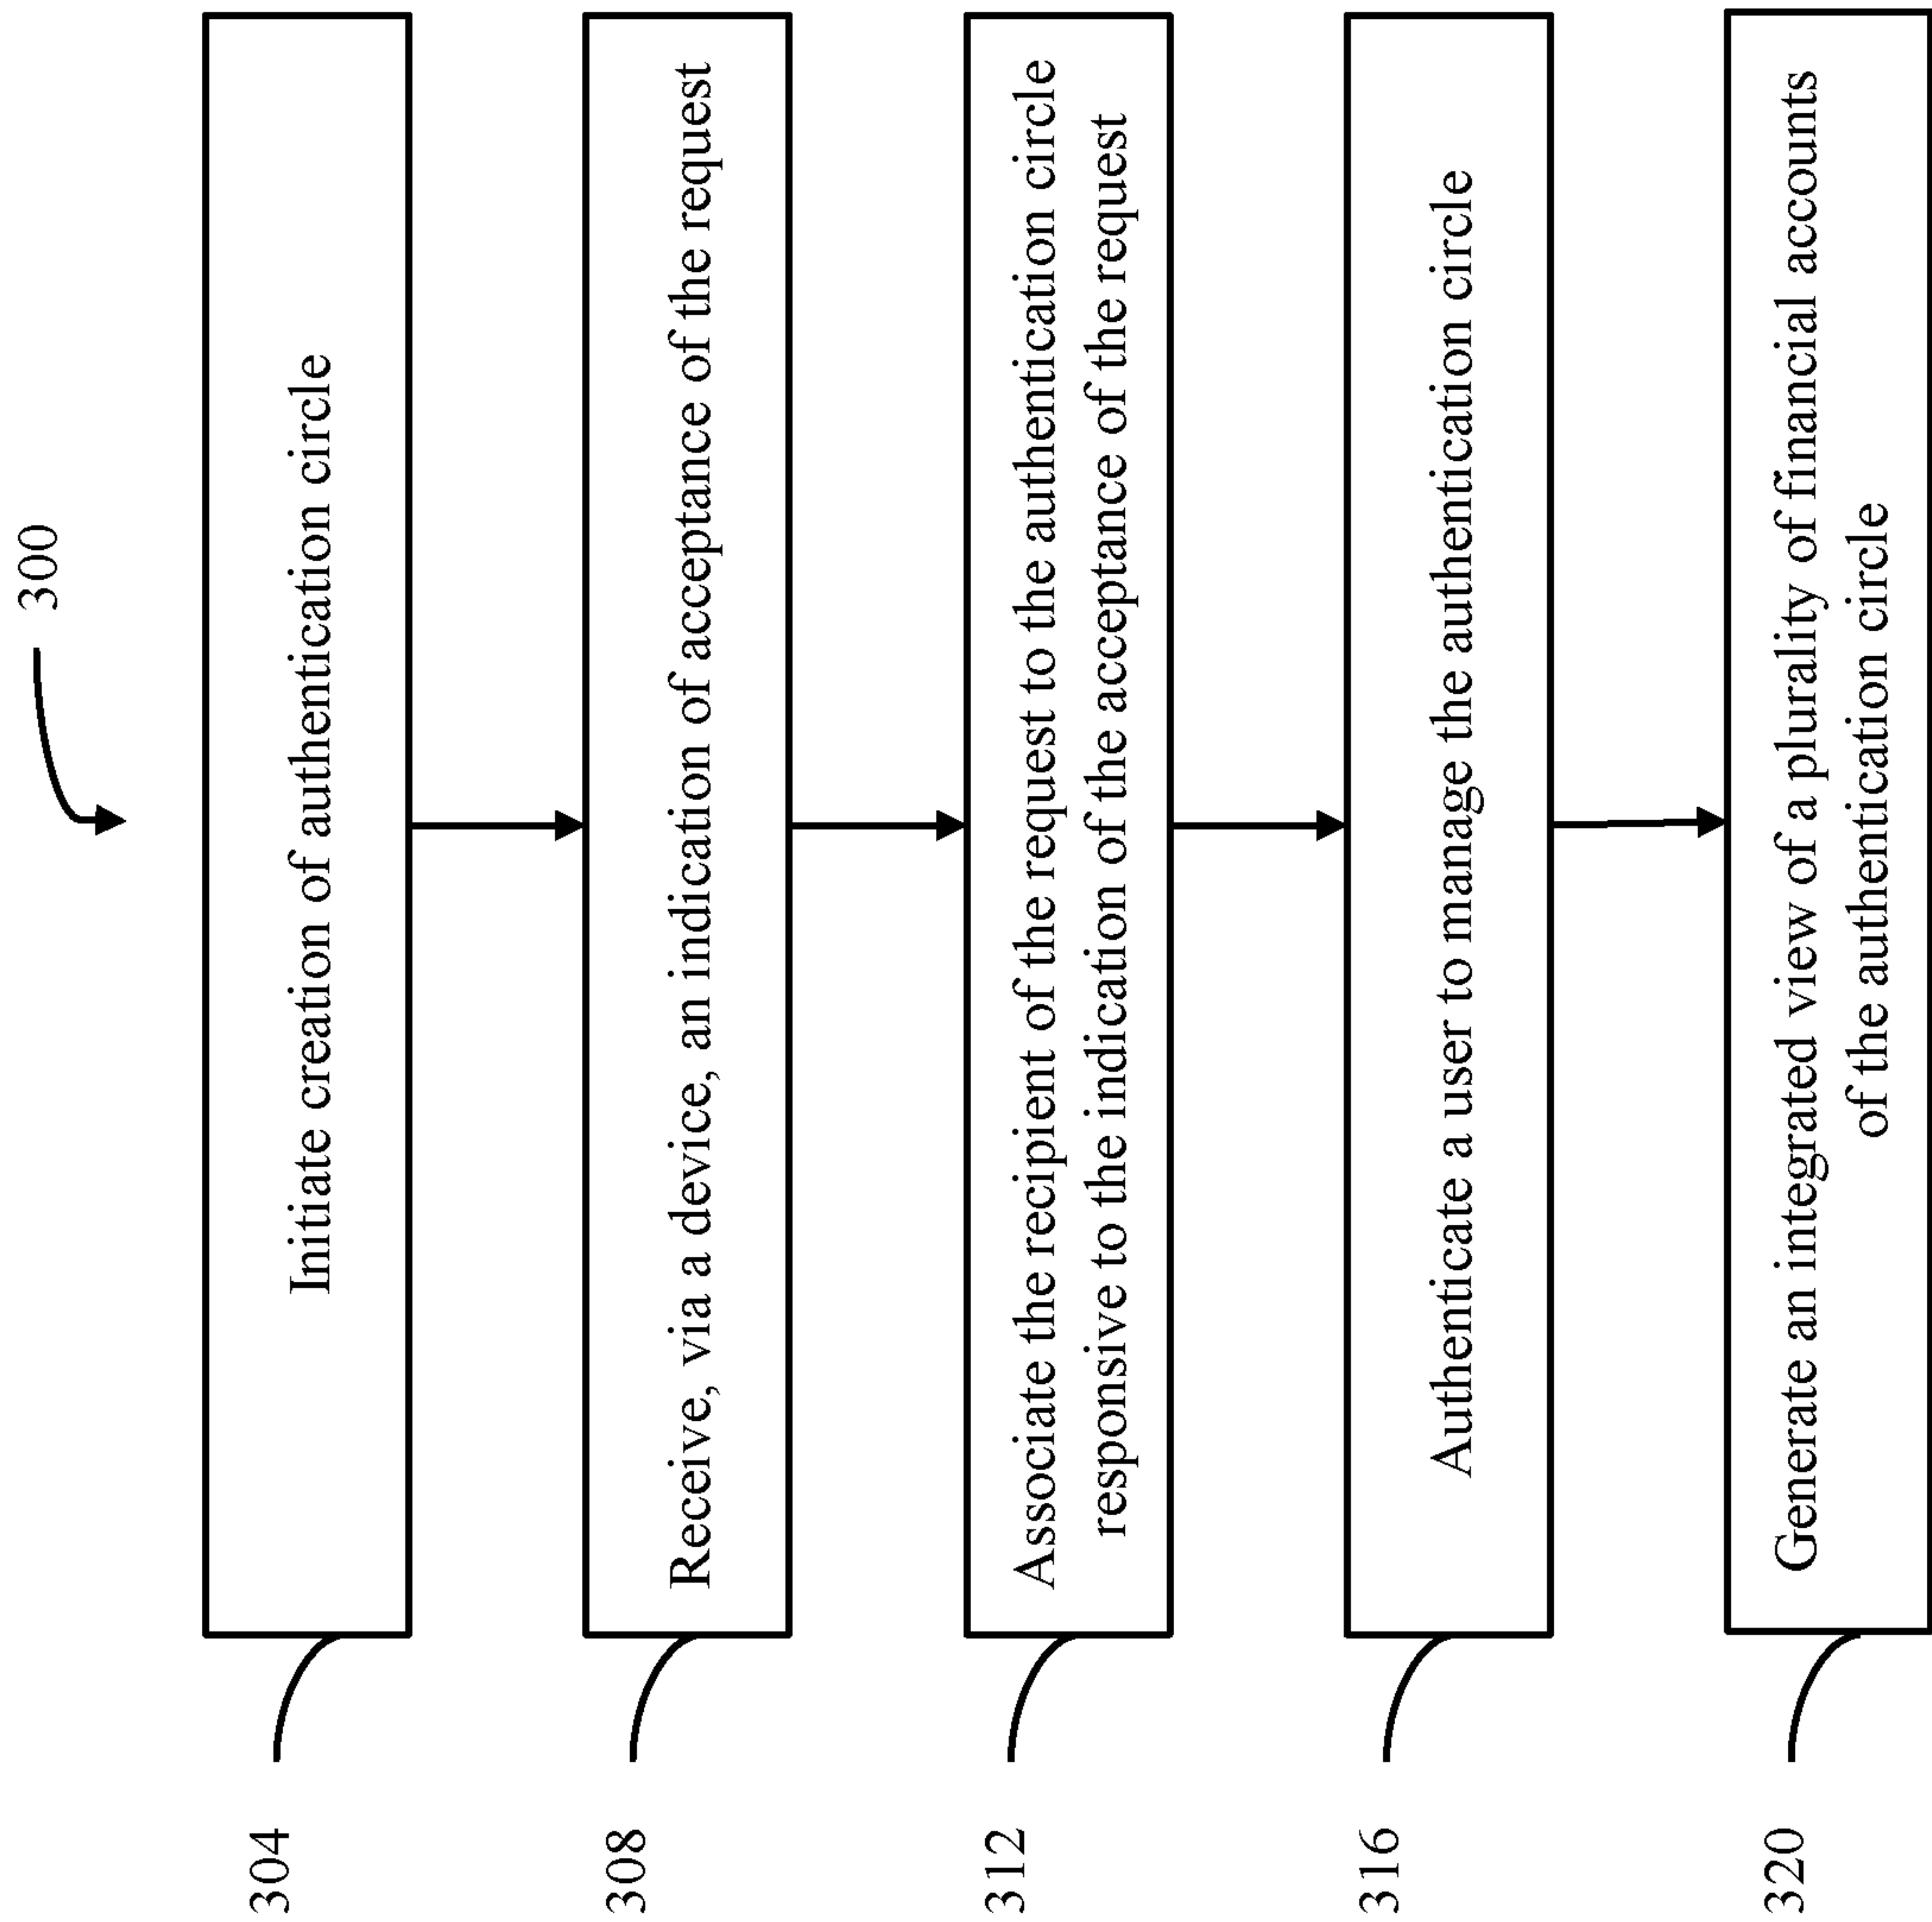 300
304
Initiate creation of authentication circle
308
Receive, via a device, an indication of acceptance of the request
312
Associate the recipient of the request to the authentication circle
responsive to the indication of the acceptance of the request
316
Authenticate a user to manage the authentication circle
320
Generate an integrated view of a plurality of financial accounts
of the authentication circle